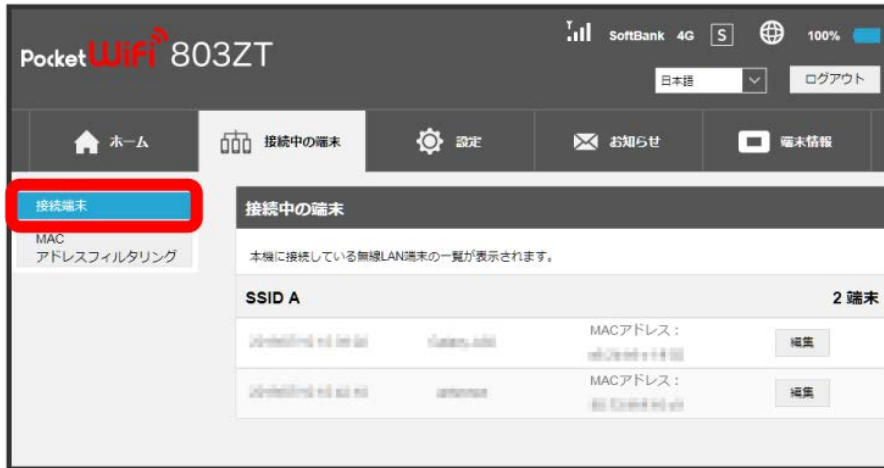 SoftBank 4G S 100%
Pocket WiFi 803ZT
日本語 ログアウト
ホーム 接続中の端末 設定 お知らせ 端末情報
接続端末
MAC
アドレスフィルタリング
接続中の端末
本機に接続している無線LAN端末の一覧が表示されます。
SSID A 2 端末
MACアドレス：
編集
MACアドレス：
編集